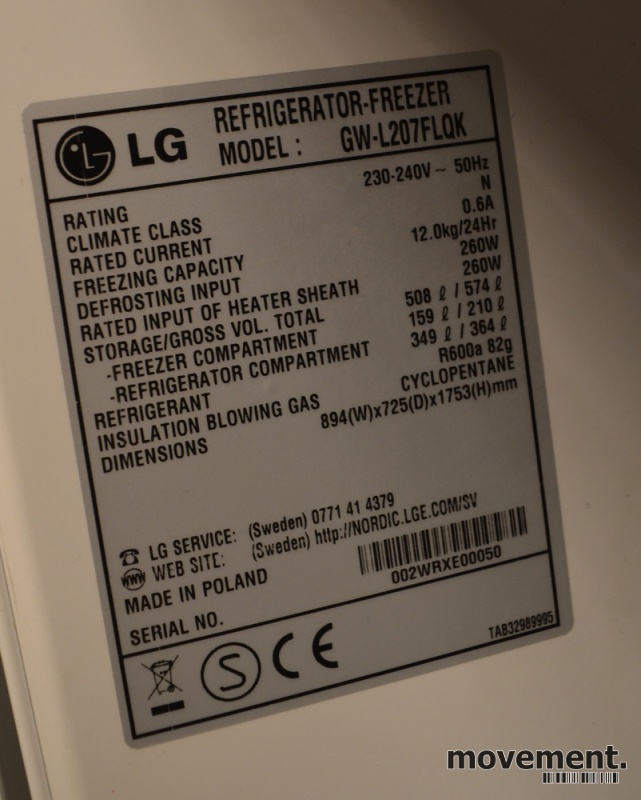 LG REFRIGERATOR-FREEZER
MODEL : GW-L207FLQK
RATING 230-240V ~ 50Hz
CLIMATE CLASS N
RATED CURRENT 0.6A
FREEZING CAPACITY 12.0kg/24Hr
DEFROSTING INPUT 260W
RATED INPUT OF HEATER SHEATH 260W
STORAGE/GROSS VOL. TOTAL 508 ℓ / 574 ℓ
-FREEZER COMPARTMENT 159 ℓ / 210 ℓ
-REFRIGERATOR COMPARTMENT 349 ℓ / 364 ℓ
REFRIGERANT R600a 82g
INSULATION BLOWING GAS CYCLOPENTANE
DIMENSIONS 894(W)x725(D)x1753(H)mm
LG SERVICE: (Sweden) 0771 41 4379
WWW WEB SITE: (Sweden) http://NORDIC.LGE.COM/SV
MADE IN POLAND
SERIAL NO. 002WRXE00050
S CE TAB32989995
movement.